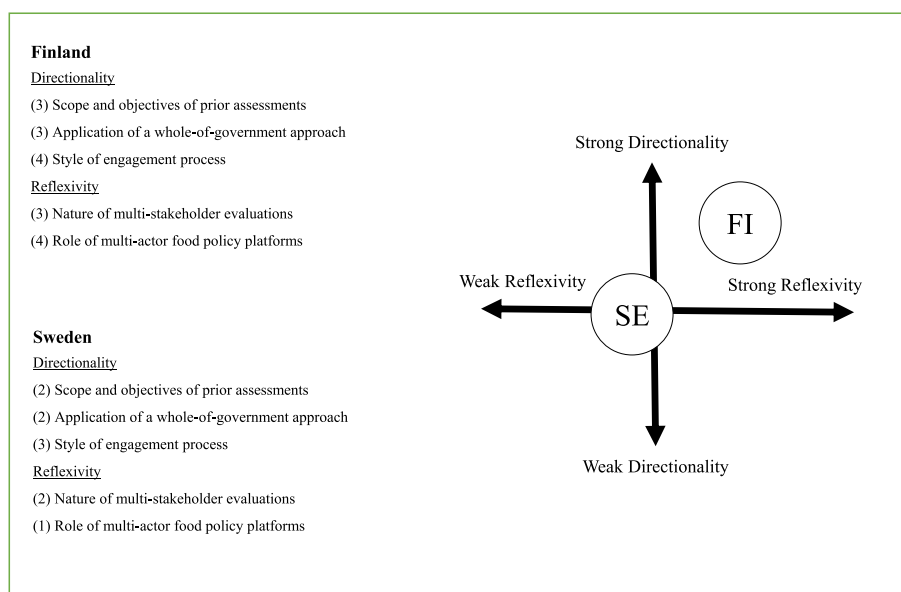 Finland
Directionality
(3) Scope and objectives of prior assessments
(3) Application of a whole-of-government approach
(4) Style of engagement process
Reflexivity
(3) Nature of multi-stakeholder evaluations
(4) Role of multi-actor food policy platforms
Sweden
Directionality
(2) Scope and objectives of prior assessments
(2) Application of a whole-of-government approach
(3) Style of engagement process
Reflexivity
(2) Nature of multi-stakeholder evaluations
(1) Role of multi-actor food policy platforms
Strong Directionality
FI
Weak Reflexivity
Strong Reflexivity
SE
Weak Directionality